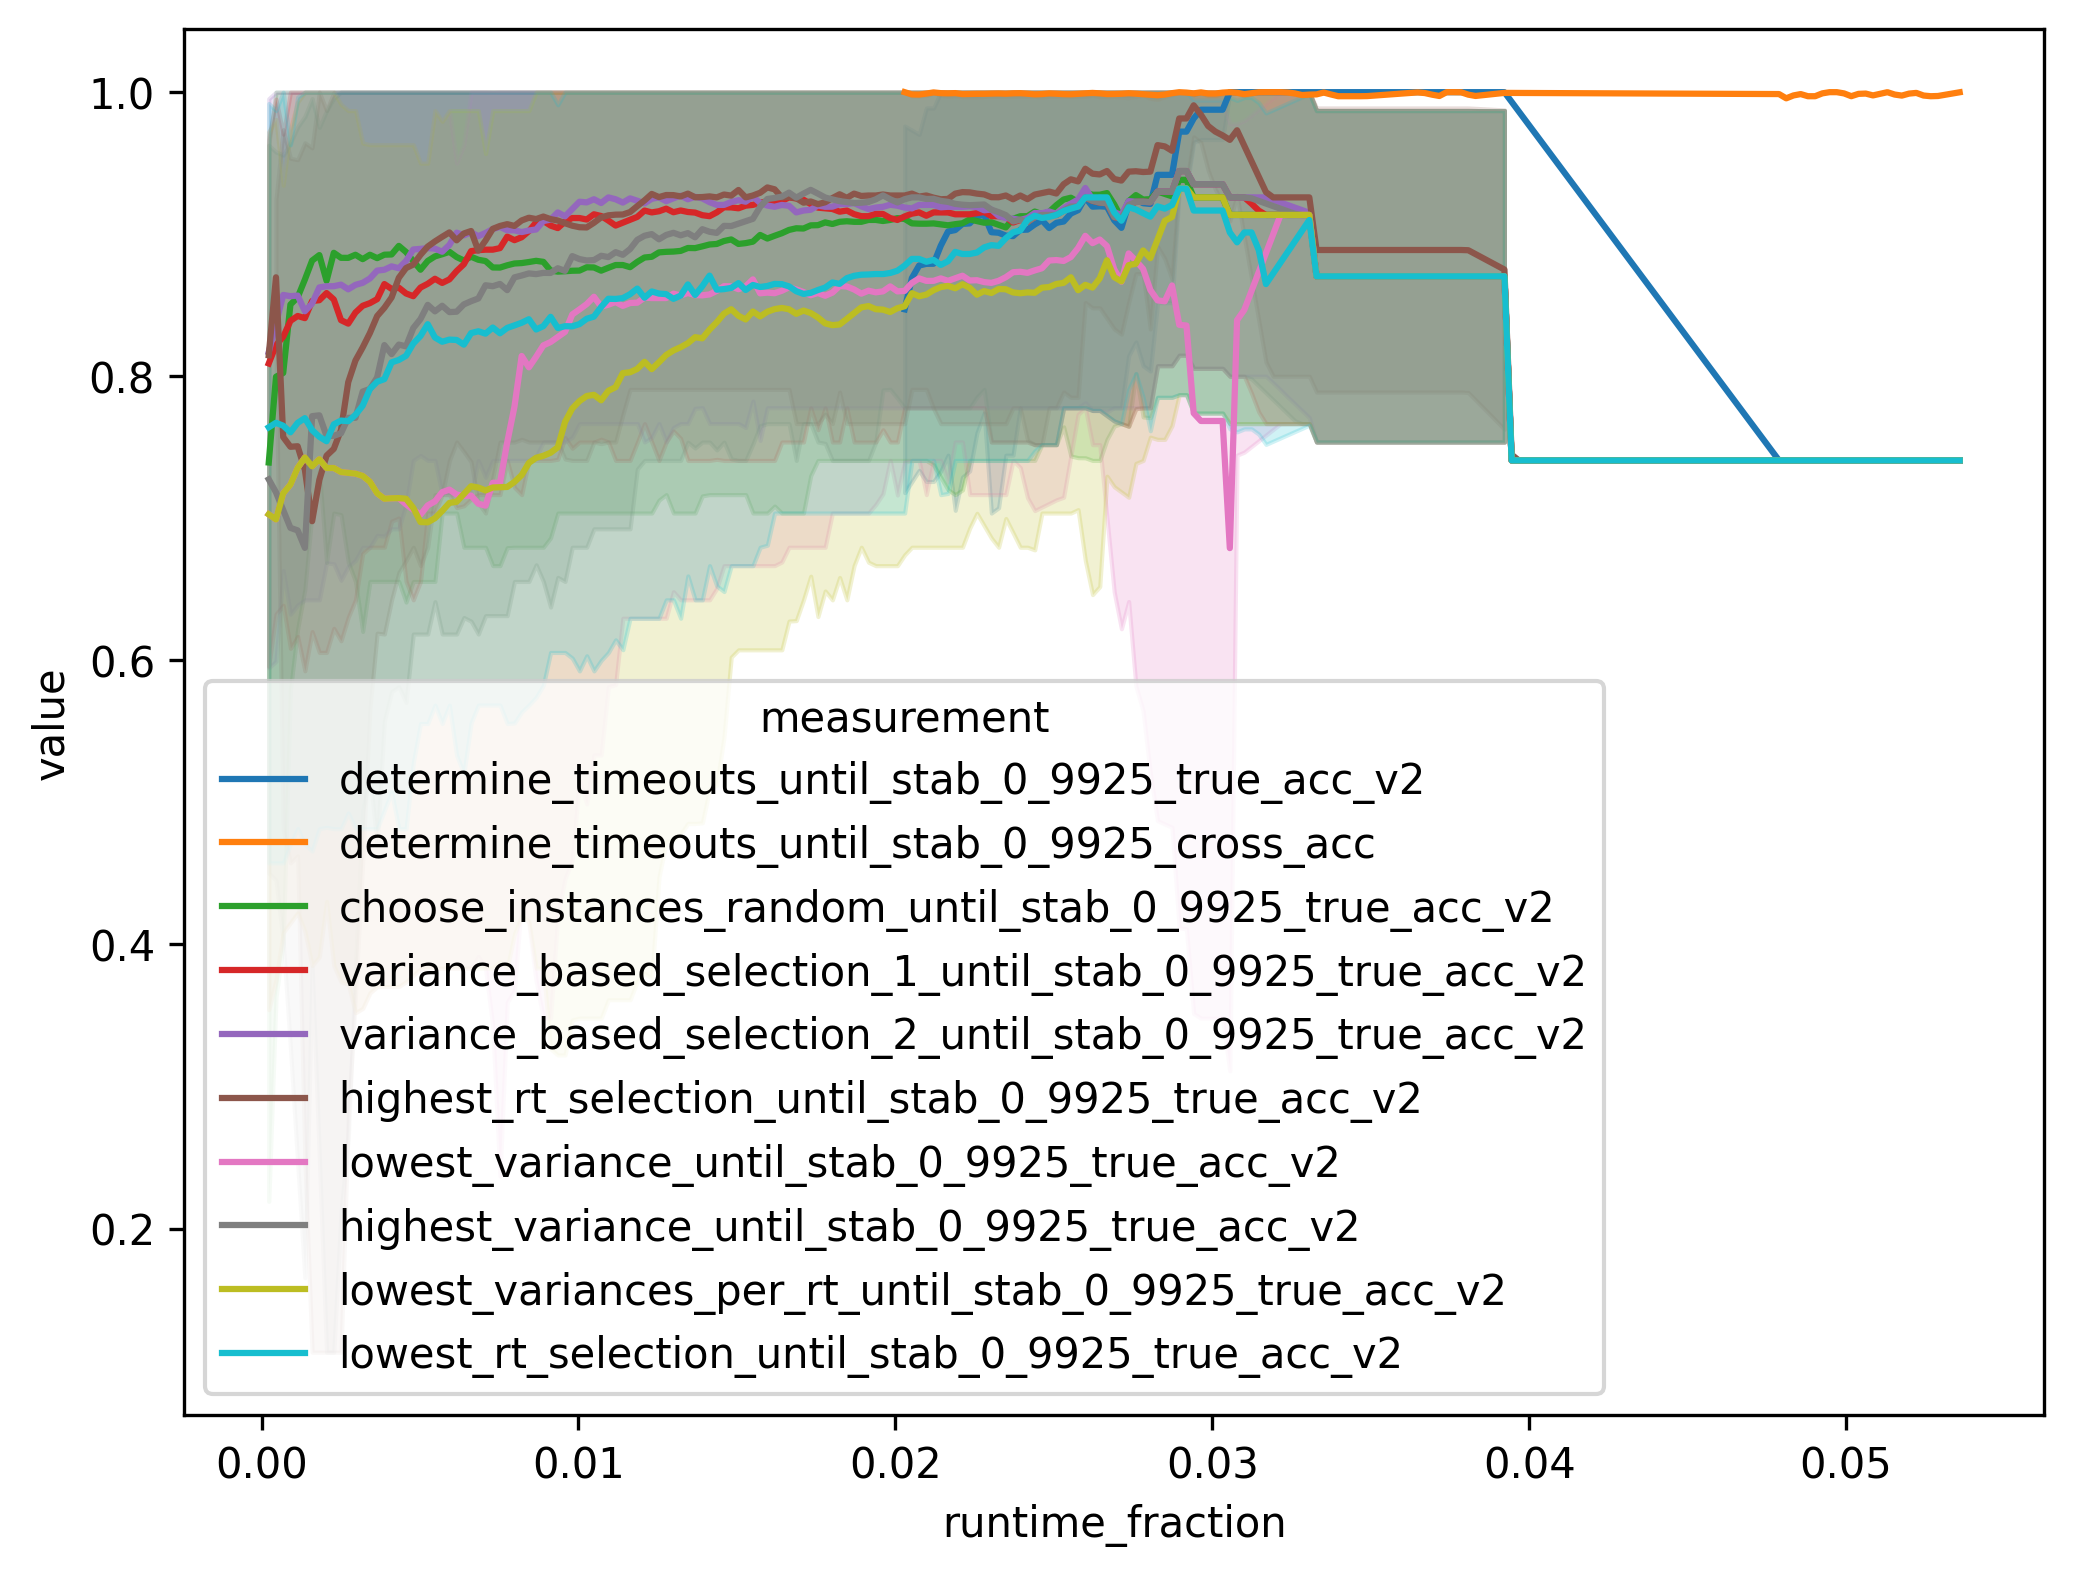 1.0
0.8
0.6
0.4
0.2
value
measurement
determine_timeouts_until_stab_0_9925_true_acc_v2
determine_timeouts_until_stab_0_9925_cross_acc
choose_instances_random_until_stab_0_9925_true_acc_v2
variance_based_selection_1_until_stab_0_9925_true_acc_v2
variance_based_selection_2_until_stab_0_9925_true_acc_v2
highest_rt_selection_until_stab_0_9925_true_acc_v2
lowest_variance_until_stab_0_9925_true_acc_v2
highest_variance_until_stab_0_9925_true_acc_v2
lowest_variances_per_rt_until_stab_0_9925_true_acc_v2
lowest_rt_selection_until_stab_0_9925_true_acc_v2
0.00 0.01 0.02 0.03 0.04 0.05
runtime_fraction